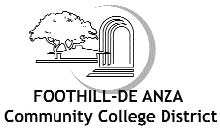 FOOTHILL-DE ANZA
Community College District